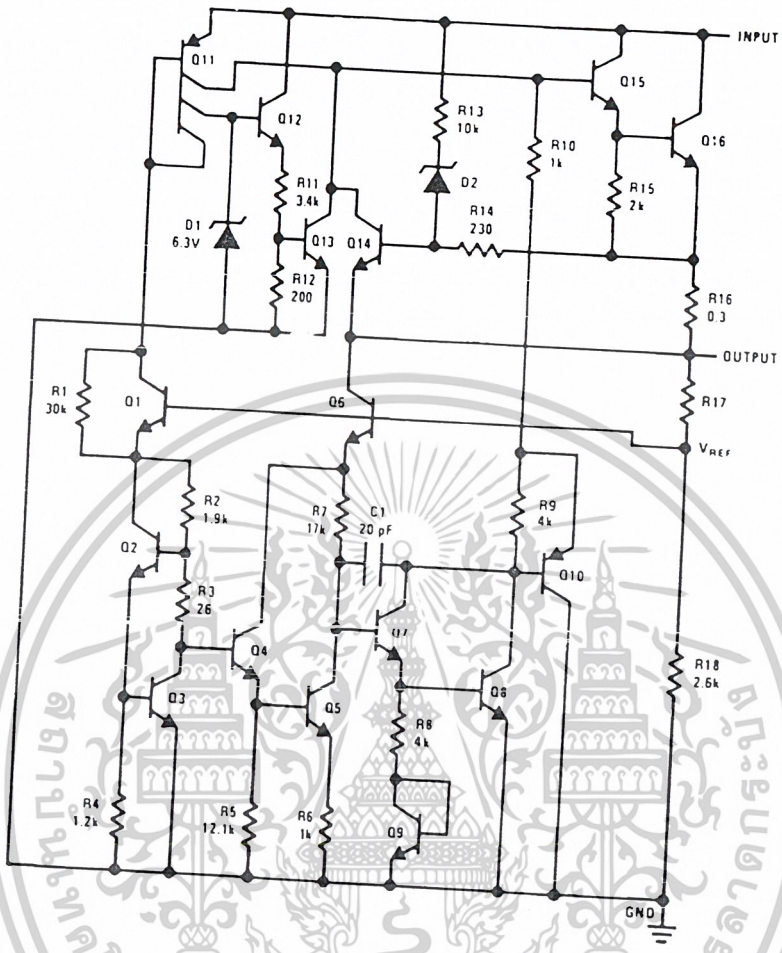 INPUT
Q11
Q15
Q12
R13
10k
Q16
R10
1k
R11
3.4k
D2
R15
2k
D1
6.3V
Q13
Q14
R14
230
R12
200
R16
0.3
OUTPUT
R1
30k
Q1
Q6
R17
VREF
R2
1.9k
R7
17k
C1
20 pF
R9
4k
Q2
Q10
R3
26
Q4
Q7
R18
2.6k
Q3
Q5
Q8
R8
4k
R4
1.2k
R5
12.1k
R6
1k
Q9
GND